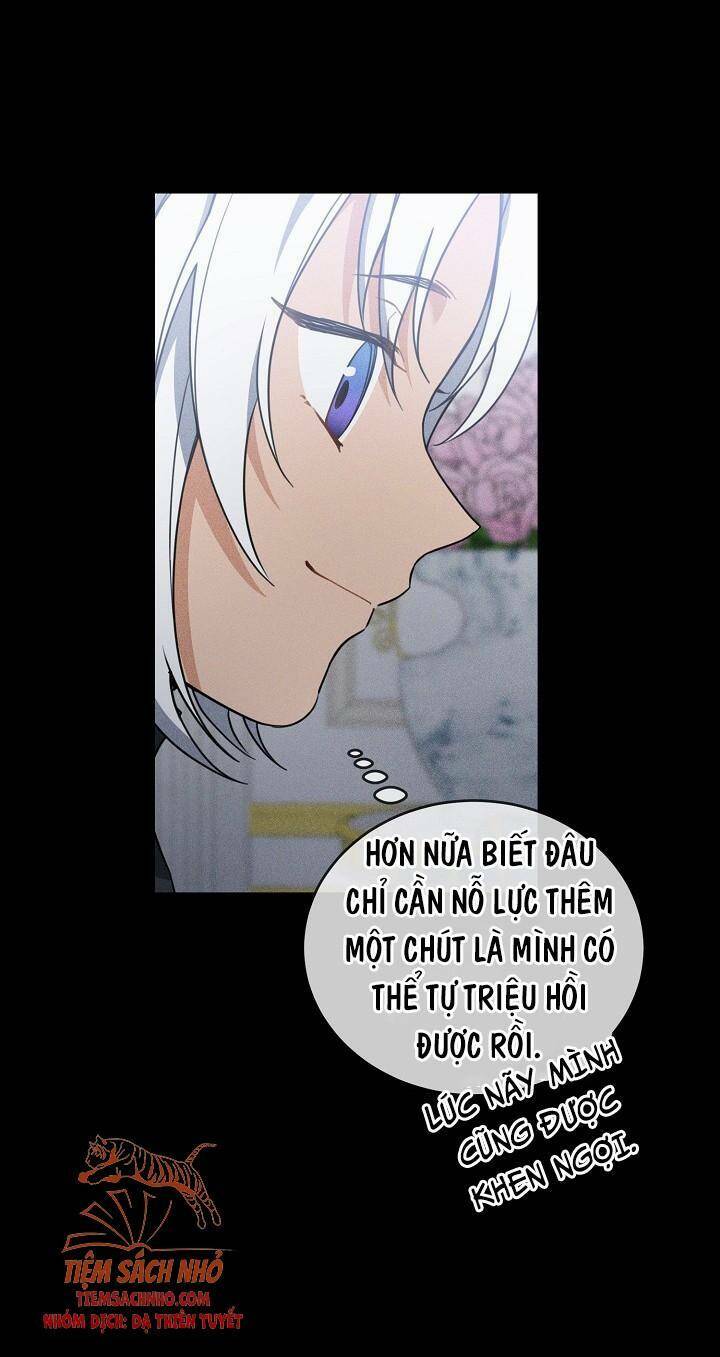 HƠN NỮA BIẾT ĐÂU
CHỈ CẦN NỖ LỰC THÊM
MỘT CHÚT LÀ MÌNH CÓ
THỂ TỰ TRIỆU HỒI
ĐƯỢC RỒI.
LÚC NÃY MÌNH
CŨNG ĐƯỢC
KHEN NGỢI.
TIỆM SÁCH NHỎ
TIEMSACHNHO.COM
NHÓM DỊCH: DẠ THIÊN TUYẾT